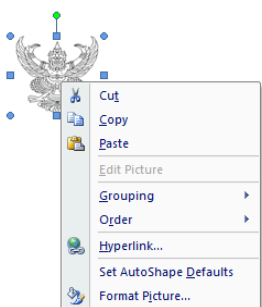 Cut
Copy
Paste
Edit Picture
Grouping
Order
Hyperlink...
Set AutoShape Defaults
Format Picture...